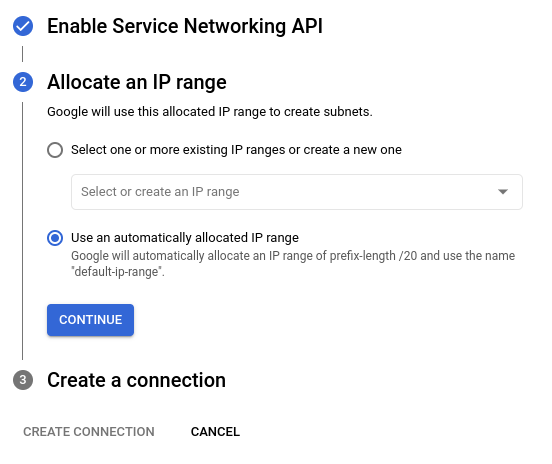 Enable Service Networking API
2 Allocate an IP range
Google will use this allocated IP range to create subnets.
Select one or more existing IP ranges or create a new one
Select or create an IP range
Use an automatically allocated IP range
Google will automatically allocate an IP range of prefix-length /20 and use the name
"default-ip-range".
CONTINUE
3 Create a connection
CREATE CONNECTION CANCEL